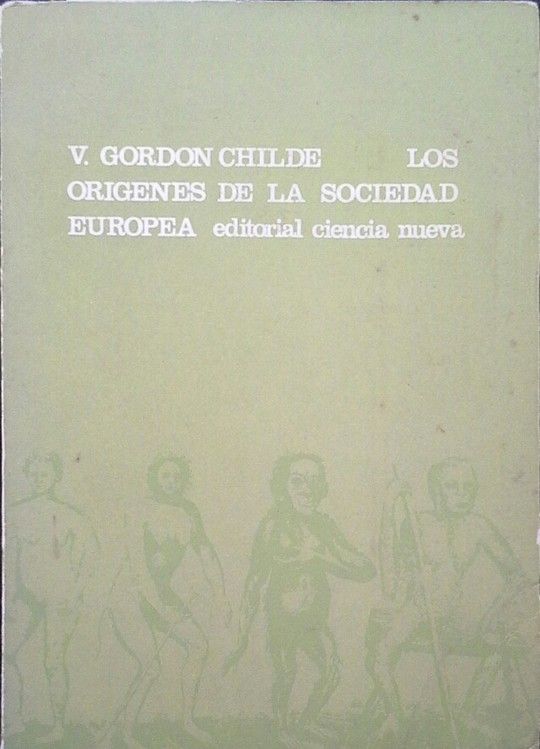 V. GORDON CHILDE LOS
ORIGENES DE LA SOCIEDAD
EUROPEA editorial ciencia nueva